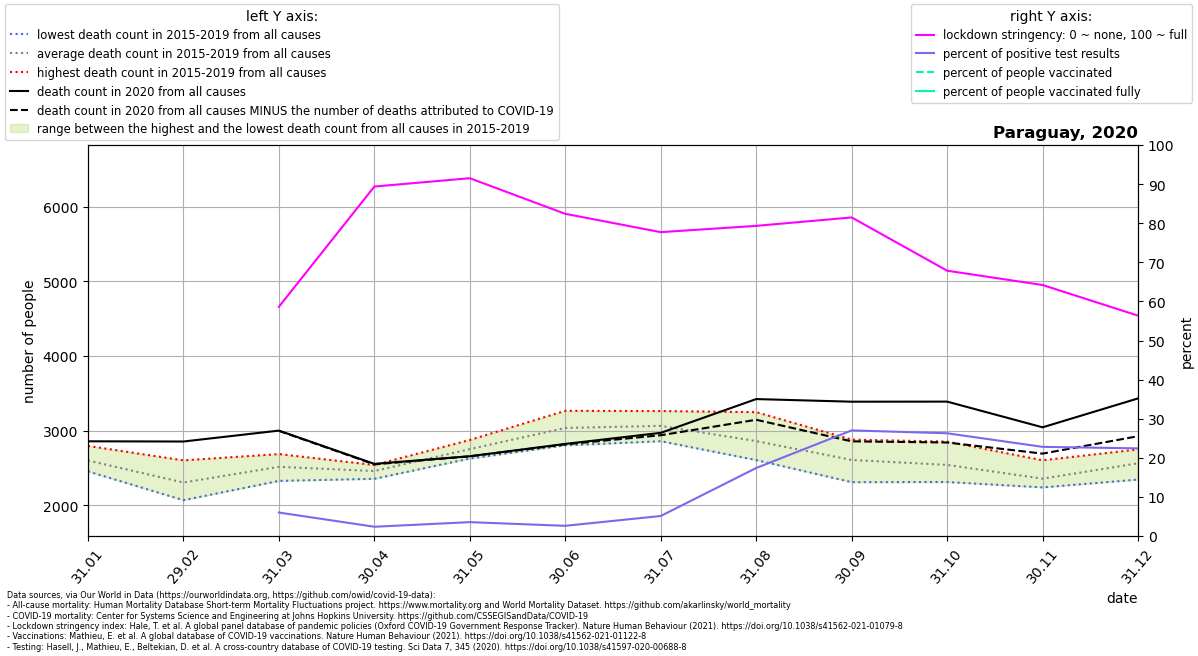 left Y axis:
lowest death count in 2015-2019 from all causes
average death count in 2015-2019 from all causes
highest death count in 2015-2019 from all causes
death count in 2020 from all causes
death count in 2020 from all causes MINUS the number of deaths attributed to COVID-19
range between the highest and the lowest death count from all causes in 2015-2019
right Y axis:
lockdown stringency: 0 ~ none, 100 ~ full
percent of positive test results
percent of people vaccinated
percent of people vaccinated fully
Paraguay, 2020
number of people
6000
5000
4000
3000
2000
100
90
80
70
60
50
40
30
20
10
0
percent
31.01
29.02
31.03
30.04
31.05
30.06
31.07
31.08
30.09
31.10
30.11
31.12
date
Data sources, via Our World in Data (https://ourworldindata.org, https://github.com/owid/covid-19-data):
- All-cause mortality: Human Mortality Database Short-term Mortality Fluctuations project. https://www.mortality.org and World Mortality Dataset. https://github.com/akarlinsky/world_mortality
- COVID-19 mortality: Center for Systems Science and Engineering at Johns Hopkins University. https://github.com/CSSEGISandData/COVID-19
- Lockdown stringency index: Hale, T. et al. A global panel database of pandemic policies (Oxford COVID-19 Government Response Tracker). Nature Human Behaviour (2021). https://doi.org/10.1038/s41562-021-01079-8
- Vaccinations: Mathieu, E. et al. A global database of COVID-19 vaccinations. Nature Human Behaviour (2021). https://doi.org/10.1038/s41562-021-01122-8
- Testing: Hasell, J., Mathieu, E., Beltekian, D. et al. A cross-country database of COVID-19 testing. Sci Data 7, 345 (2020). https://doi.org/10.1038/s41597-020-00688-8